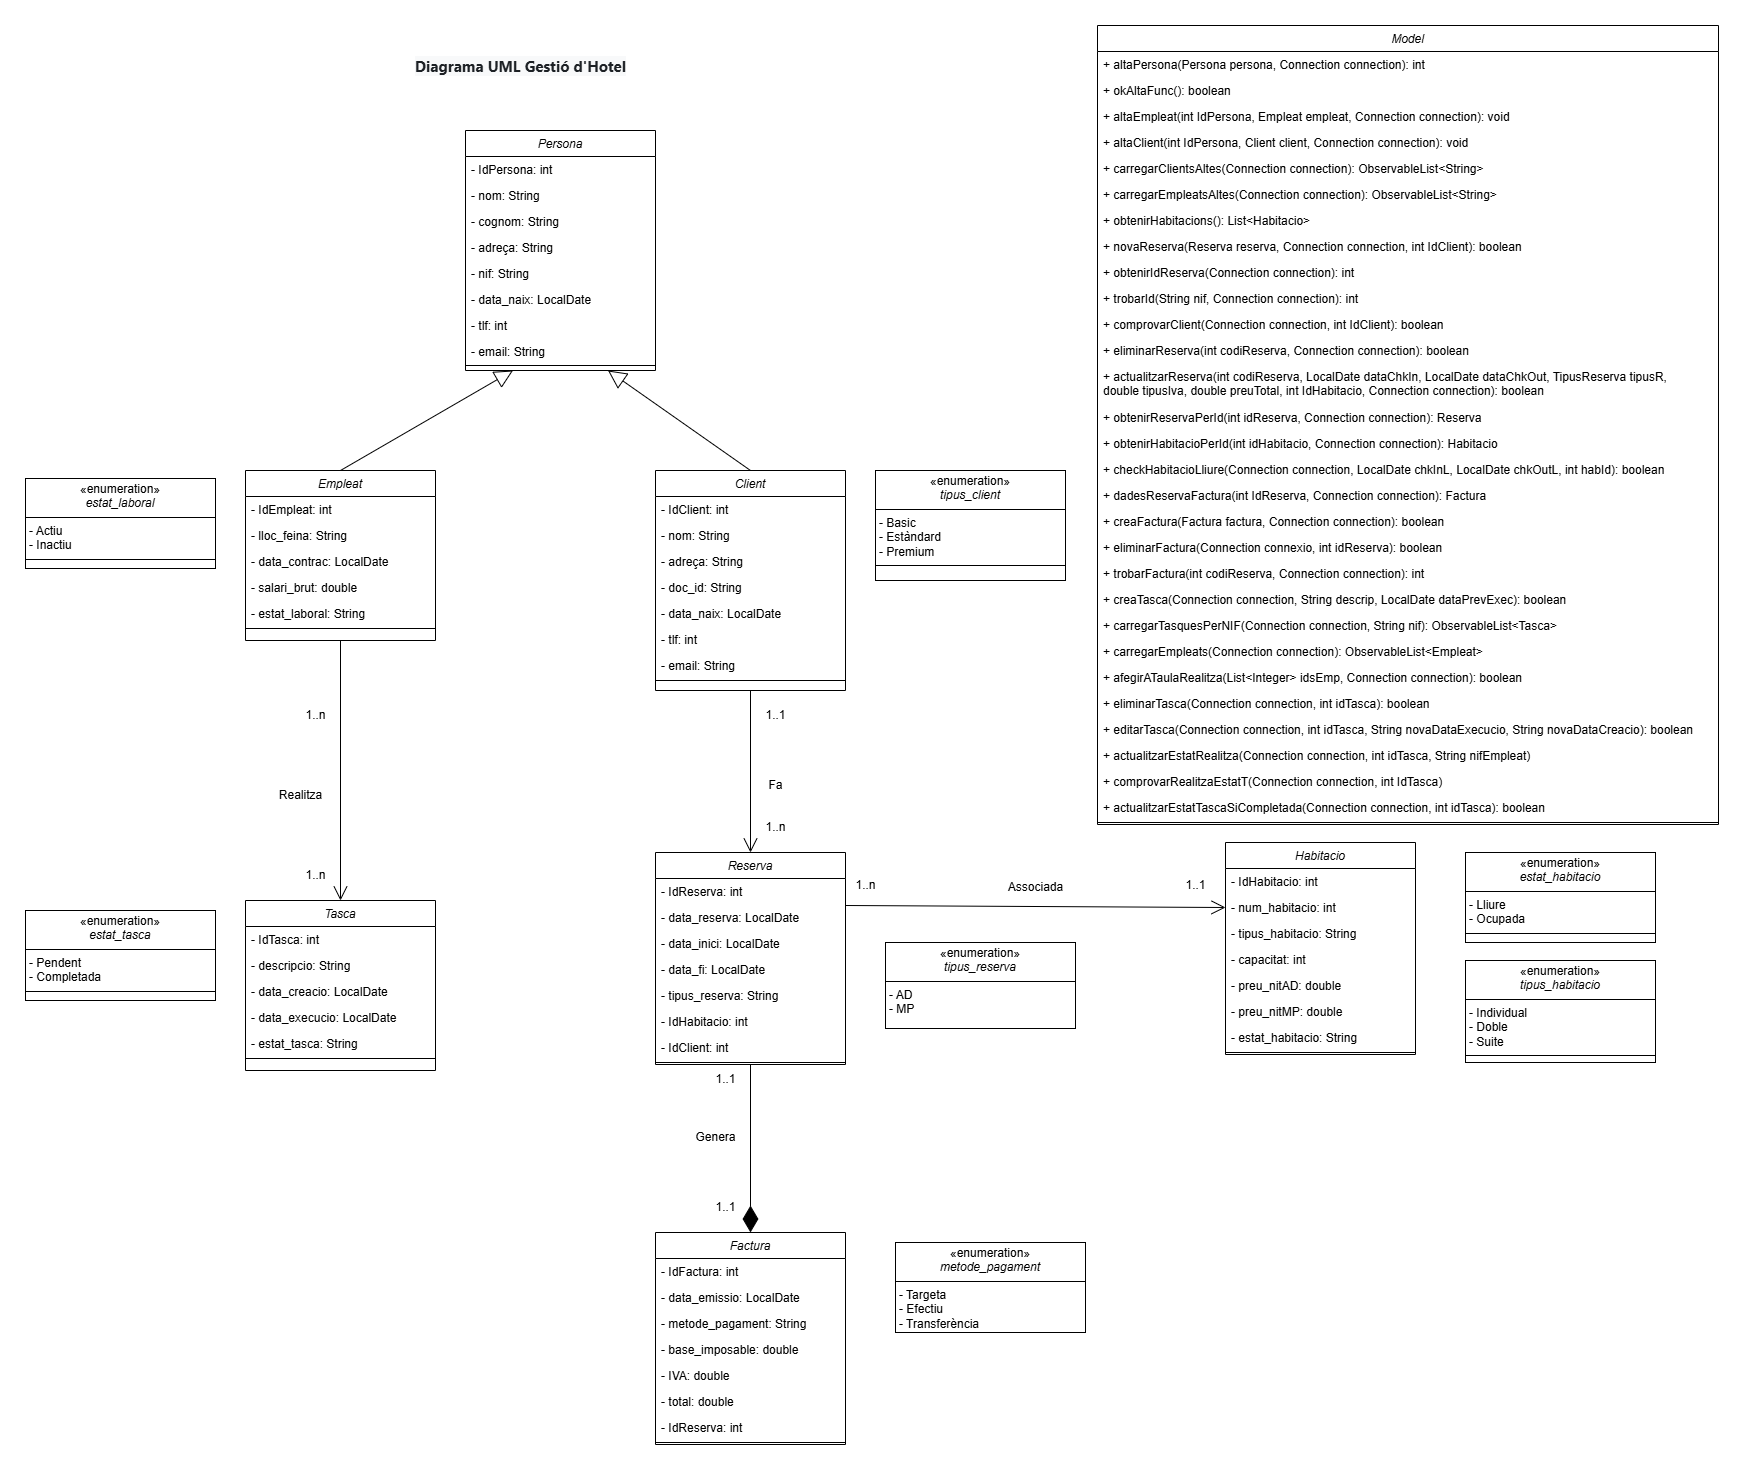 Diagrama UML Gestió d'Hotel
Model
+ altaPersona(Persona persona, Connection connection): int
+ okAltaFunc(): boolean
+ altaEmpleat(int IdPersona, Empleat empleat, Connection connection): void
+ altaClient(int IdPersona, Client client, Connection connection): void
+ carregarClientsAltes(Connection connection): ObservableList<String>
+ carregarEmpleatsAltes(Connection connection): ObservableList<String>
+ obtenirHabitacions(): List<Habitacio>
+ novaReserva(Reserva reserva, Connection connection, int IdClient): boolean
+ obtenirIdReserva(Connection connection): int
+ trobarId(String nif, Connection connection): int
+ comprovarClient(Connection connection, int IdClient): boolean
+ eliminarReserva(int codiReserva, Connection connection): boolean
+ actualitzarReserva(int codiReserva, LocalDate dataChkIn, LocalDate dataChkOut, TipusReserva tipusR,
double tipusIva, double preuTotal, int IdHabitacio, Connection connection): boolean
+ obtenirReservaPerId(int idReserva, Connection connection): Reserva
+ obtenirHabitacioPerId(int idHabitacio, Connection connection): Habitacio
+ checkHabitacioLliure(Connection connection, LocalDate chkInL, LocalDate chkOutL, int habId): boolean
+ dadesReservaFactura(int IdReserva, Connection connection): Factura
+ creaFactura(Factura factura, Connection connection): boolean
+ eliminarFactura(Connection connexio, int idReserva): boolean
+ trobarFactura(int codiReserva, Connection connection): int
+ creaTasca(Connection connection, String descrip, LocalDate dataPrevExec): boolean
+ carregarTasquesPerNIF(Connection connection, String nif): ObservableList<Tasca>
+ carregarEmpleats(Connection connection): ObservableList<Empleat>
+ afegirATaulaRealitza(List<Integer> idsEmp, Connection connection): boolean
+ eliminarTasca(Connection connection, int idTasca): boolean
+ editarTasca(Connection connection, int idTasca, String novaDataExecucio, String novaDataCreacio): boolean
+ actualitzarEstatRealitza(Connection connection, int idTasca, String nifEmpleat)
+ comprovarRealitzaEstatT(Connection connection, int IdTasca)
+ actualitzarEstatTascaSiCompletada(Connection connection, int idTasca): boolean
Persona
- IdPersona: int
- nom: String
- cognom: String
- adreça: String
- nif: String
- data_naix: LocalDate
- tlf: int
- email: String
«enumeration»
estat_laboral
- Actiu
- Inactiu
Empleat
- IdEmpleat: int
- lloc_feina: String
- data_contrac: LocalDate
- salari_brut: double
- estat_laboral: String
Client
- IdClient: int
- nom: String
- adreça: String
- doc_id: String
- data_naix: LocalDate
- tlf: int
- email: String
«enumeration»
tipus_client
- Basic
- Estàndard
- Premium
1..n
Realitza
1..n
1..1
Fa
1..n
«enumeration»
estat_tasca
- Pendent
- Completada
Tasca
- IdTasca: int
- descripcio: String
- data_creacio: LocalDate
- data_execucio: LocalDate
- estat_tasca: String
Reserva
- IdReserva: int
- data_reserva: LocalDate
- data_inici: LocalDate
- data_fi: LocalDate
- tipus_reserva: String
- IdHabitacio: int
- IdClient: int
1..n
Associada
1..1
«enumeration»
tipus_reserva
- AD
- MP
Habitacio
- IdHabitacio: int
- num_habitacio: int
- tipus_habitacio: String
- capacitat: int
- preu_nitAD: double
- preu_nitMP: double
- estat_habitacio: String
«enumeration»
estat_habitacio
- Lliure
- Ocupada
«enumeration»
tipus_habitacio
- Individual
- Doble
- Suite
1..1
Genera
1..1
Factura
- IdFactura: int
- data_emissio: LocalDate
- metode_pagament: String
- base_imposable: double
- IVA: double
- total: double
- IdReserva: int
«enumeration»
metode_pagament
- Targeta
- Efectiu
- Transferència